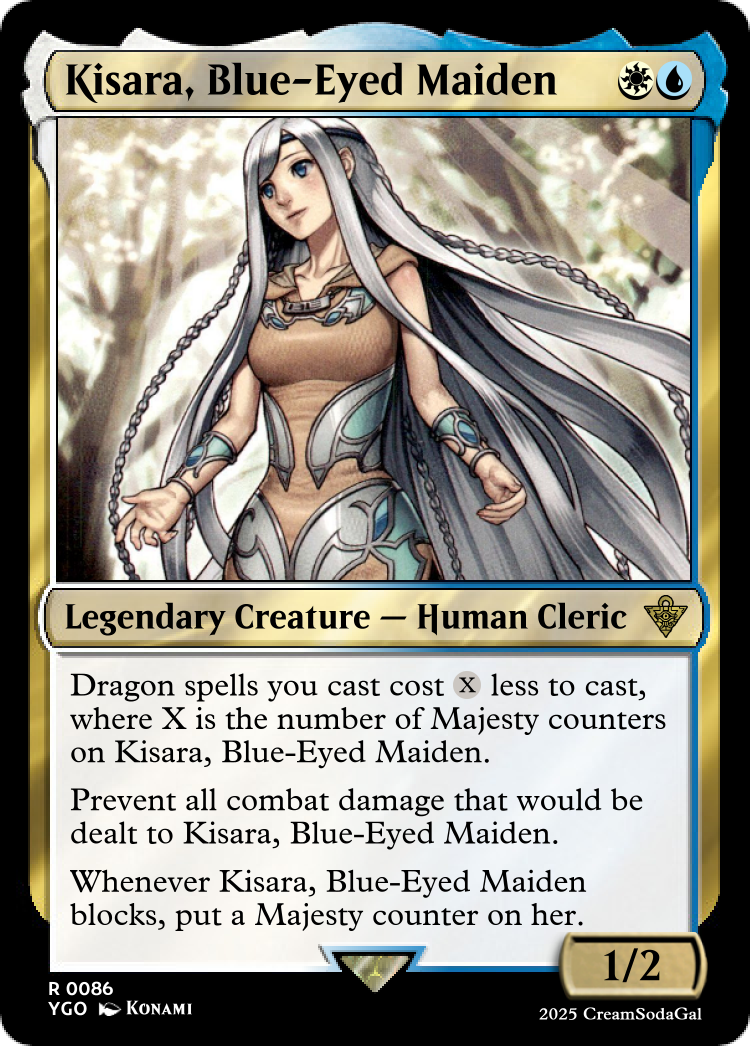 Kisara, Blue-Eyed Maiden
Legendary Creature — Human Cleric
Dragon spells you cast cost X less to cast,
where X is the number of Majesty counters
on Kisara, Blue-Eyed Maiden.
Prevent all combat damage that would be
dealt to Kisara, Blue-Eyed Maiden.
Whenever Kisara, Blue-Eyed Maiden
blocks, put a Majesty counter on her.
1/2
R 0086
YGO KONAMI
2025 CreamSodaGal